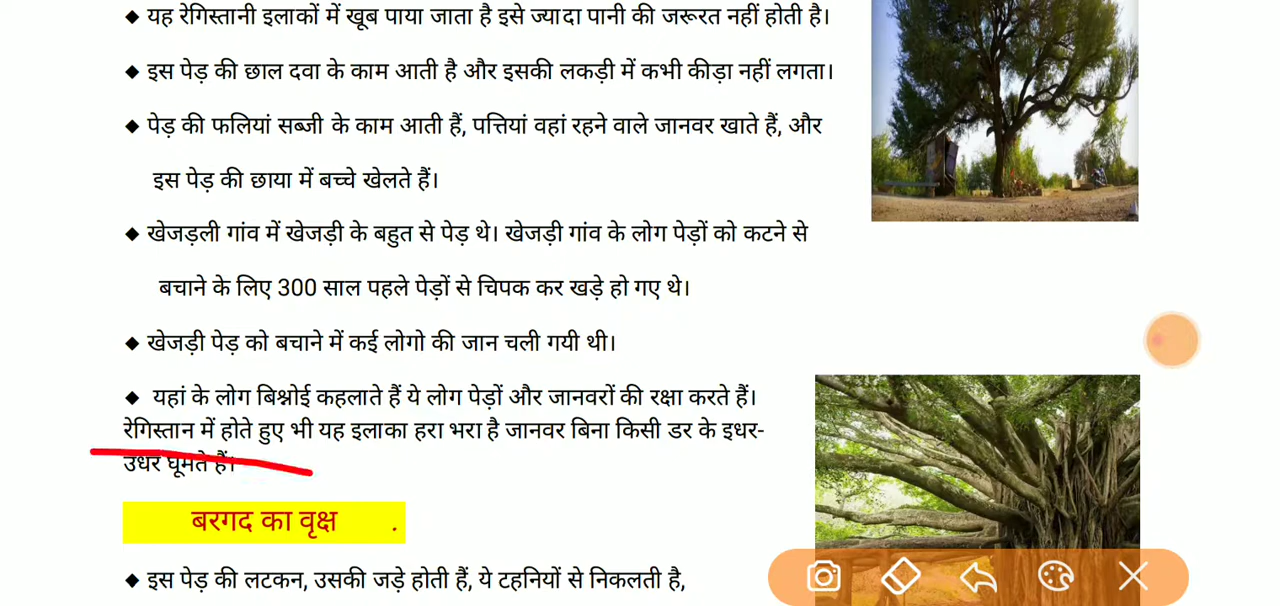 ◆ यह रेगिस्तानी इलाकों में खूब पाया जाता है इसे ज्यादा पानी की जरूरत नहीं होती है।
◆ इस पेड़ की छाल दवा के काम आती है और इसकी लकड़ी में कभी कीड़ा नहीं लगता।
◆ पेड़ की फलियां सब्जी के काम आती हैं, पत्तियां वहां रहने वाले जानवर खाते हैं, और
इस पेड़ की छाया में बच्चे खेलते हैं।
◆ खेजड़ली गांव में खेजड़ी के बहुत से पेड़ थे। खेजड़ी गांव के लोग पेड़ों को कटने से
बचाने के लिए 300 साल पहले पेड़ों से चिपक कर खड़े हो गए थे।
◆ खेजड़ी पेड़ को बचाने में कई लोगो की जान चली गयी थी।
◆ यहां के लोग बिश्नोई कहलाते हैं ये लोग पेड़ों और जानवरों की रक्षा करते हैं।
रेगिस्तान में होते हुए भी यह इलाका हरा भरा है जानवर बिना किसी डर के इधर-
उधर घूमते हैं।
बरगद का वृक्ष .
◆ इस पेड़ की लटकन, उसकी जड़े होती हैं, ये टहनियों से निकलती है,